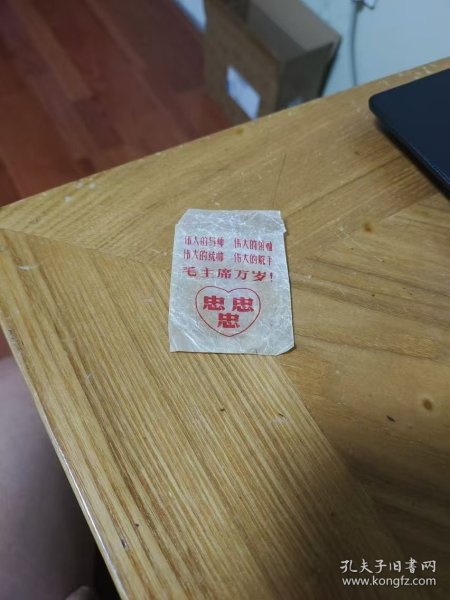 伟大的导师 伟大的领袖
伟大的统帅 伟大的舵手
毛主席万岁!
忠忠
忠
孔夫子旧书网
www.kongfz.com